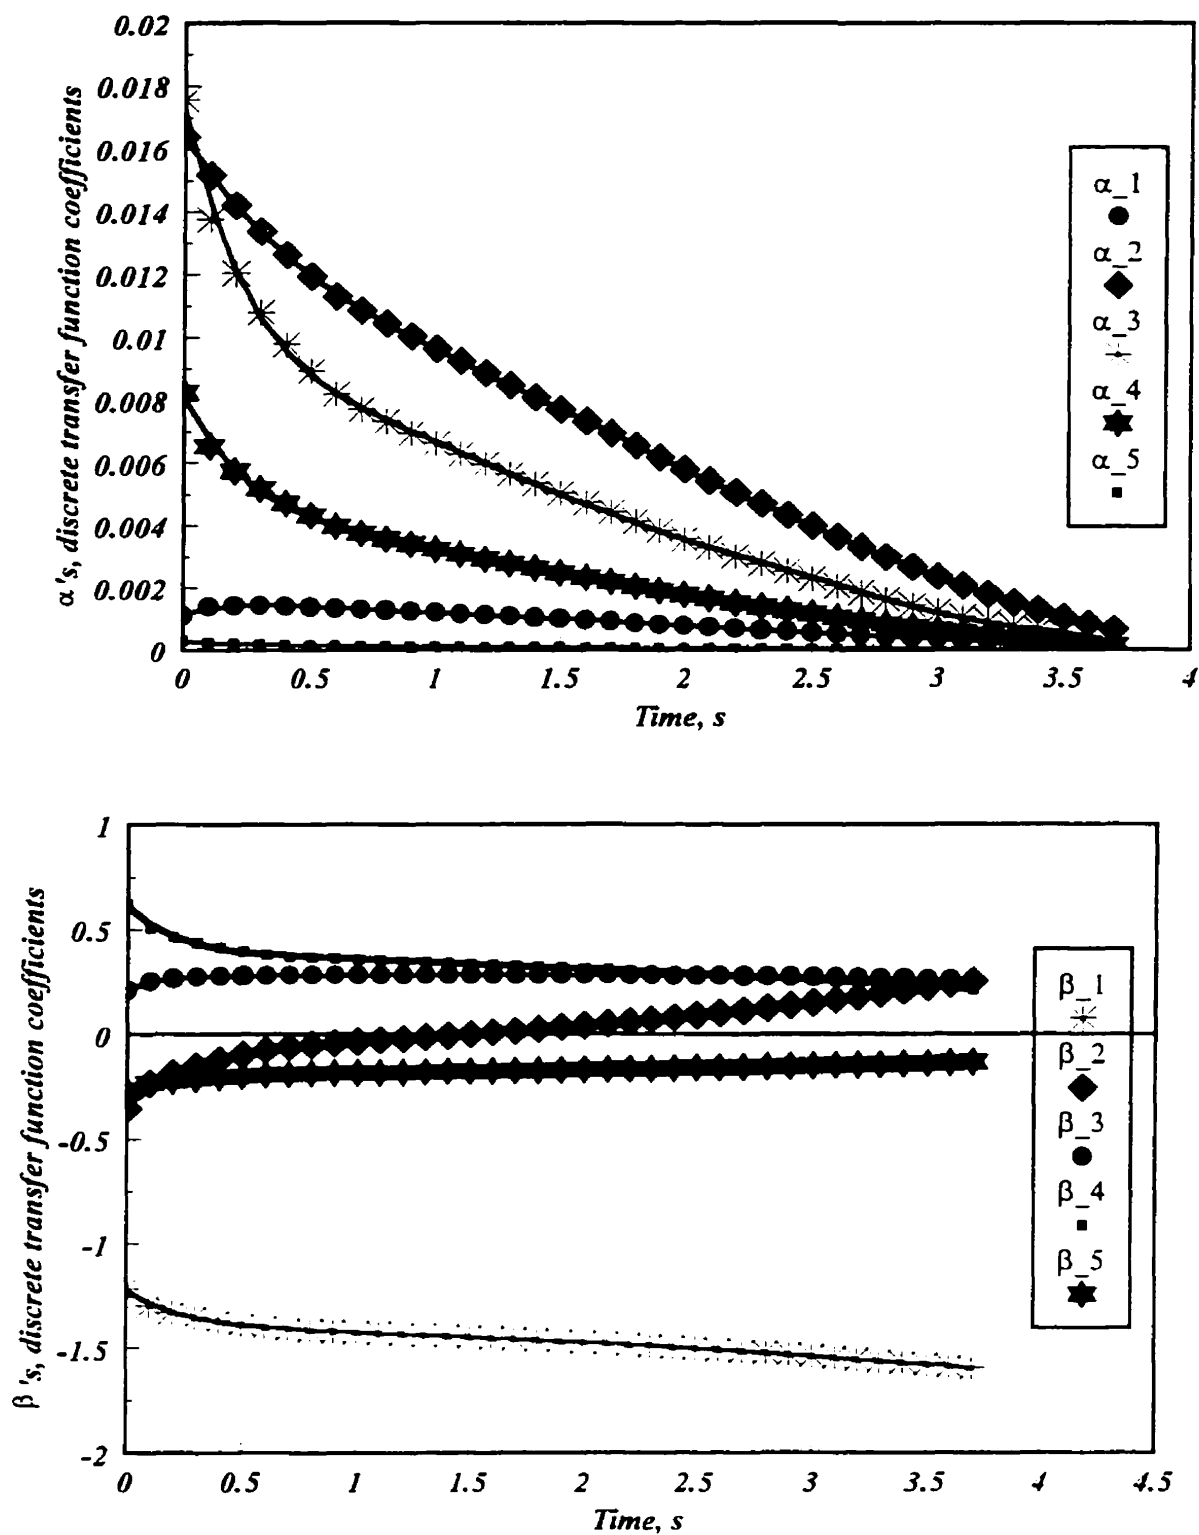 0.02
0.018
0.016
0.014
0.012
0.01
0.008
0.006
0.004
0.002
0
α's, discrete transfer function coefficients
0 0.5 1 1.5 2 2.5 3 3.5 4
Time, s
α_1
α_2
α_3
α_4
α_5
1
0.5
0
-0.5
-1
-1.5
-2
β's, discrete transfer function coefficients
0 0.5 1 1.5 2 2.5 3 3.5 4 4.5
Time, s
β_1
β_2
β_3
β_4
β_5